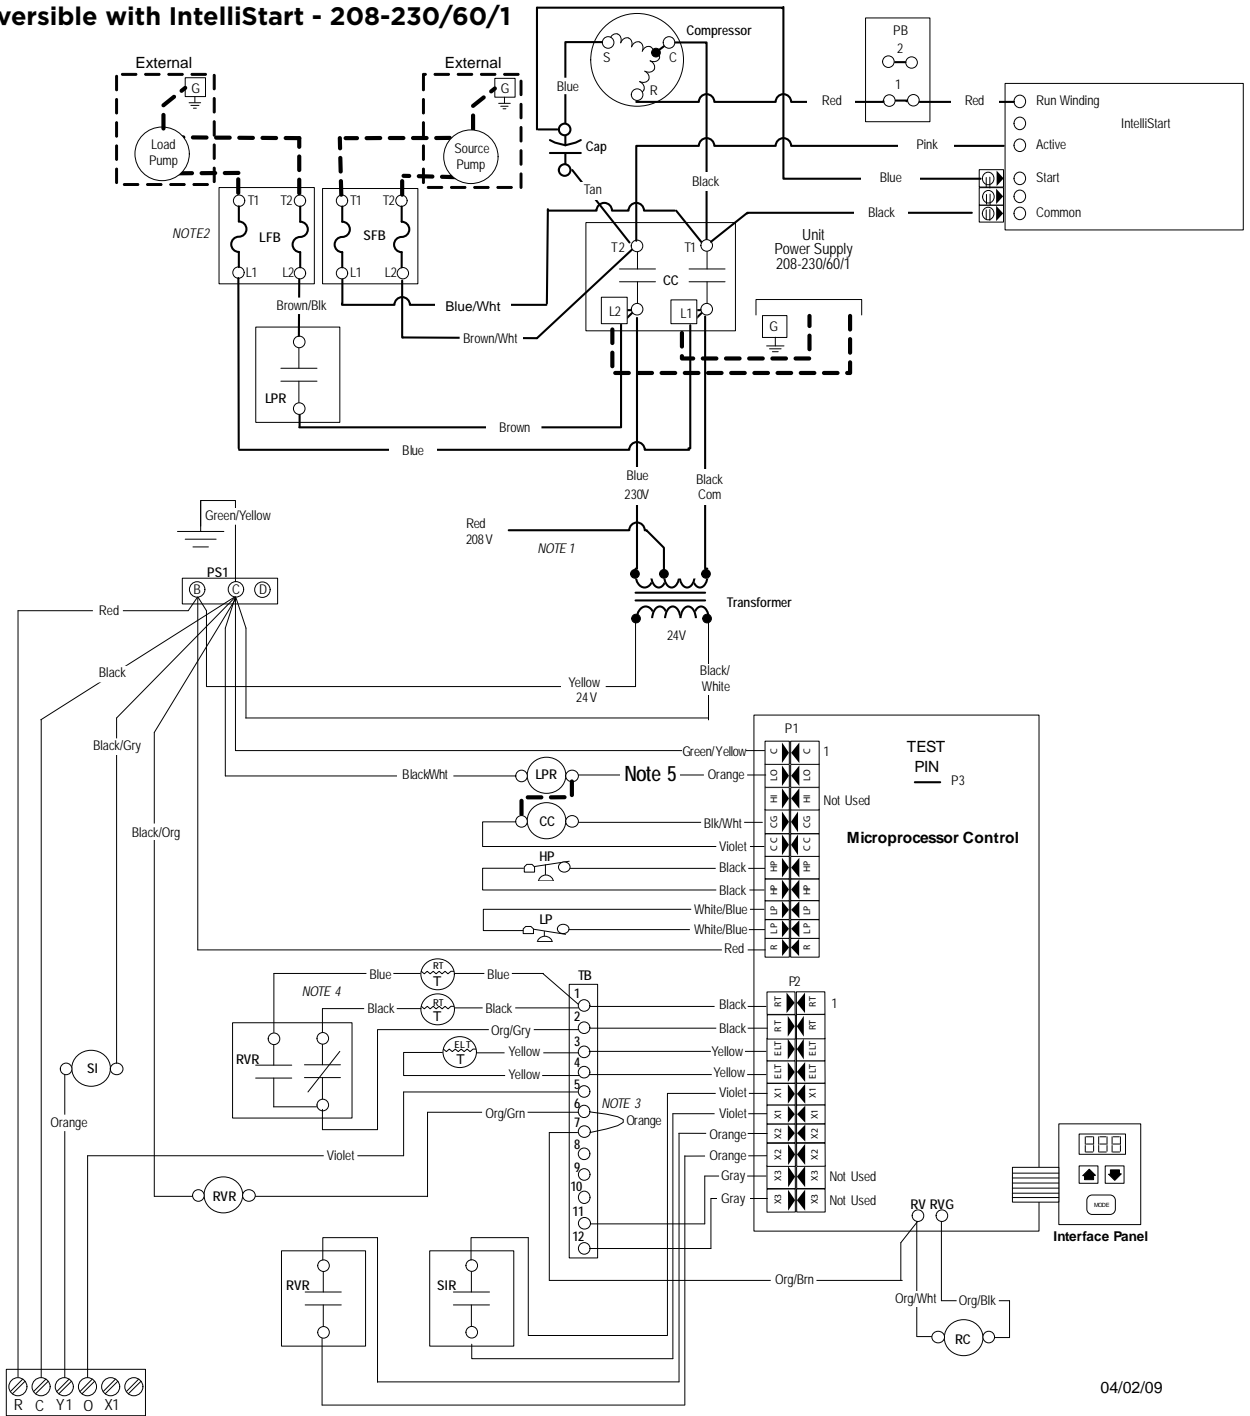 versible with IntelliStart - 208-230/60/1
External
G
Load
Pump
External
G
Source
Pump
Compressor
S
C
R
Blue
Cap
Tan
Black
PB
2
1
Red
Red
Run Winding
IntelliStart
Pink
Active
Blue
Start
Black
Common
NOTE2
T1
T2
LFB
L1
L2
T1
T2
SFB
L1
L2
T2
T1
CC
L2
L1
Unit
Power Supply
208-230/60/1
G
Brown/Blk
Blue/Wht
Brown/Wht
LPR
Brown
Blue
Blue
230V
Black
Com
Red
208 V
NOTE 1
Green/Yellow
PS1
B
C
D
Transformer
24V
Red
Black
Yellow
24 V
Black/
White
Black/Gry
Black/Org
P1
TEST
PIN
P3
Green/Yellow
C
C
1
BlackWht
LPR
Note 5
Orange
LO
LO
HI
HI
Not Used
CC
Blk/Wht
CG
CG
Microprocessor Control
Violet
CC
CC
HP
Black
HP
HP
Black
HP
HP
White/Blue
LP
LP
LP
White/Blue
LP
LP
Red
R
R
Blue
RT
T
Blue
TB
P2
NOTE 4
Black
RT
T
Black
1
Black
RT
RT
1
Org/Gry
2
Black
RT
RT
RVR
ELT
T
Yellow
3
Yellow
ELT
ELT
Yellow
4
Yellow
ELT
ELT
SI
5
Violet
X1
X1
Org/Grn
6
NOTE 3
Violet
X1
X1
Orange
Orange
7
Orange
X2
X2
Violet
8
Orange
X2
X2
9
Gray
X3
X3
Not Used
RVR
10
Gray
X3
X3
Not Used
11
12
RV
RVG
MODE
Interface Panel
RVR
SIR
Org/Brn
Org/Wht
Org/Blk
RC
R
C
Y1
O
X1
04/02/09